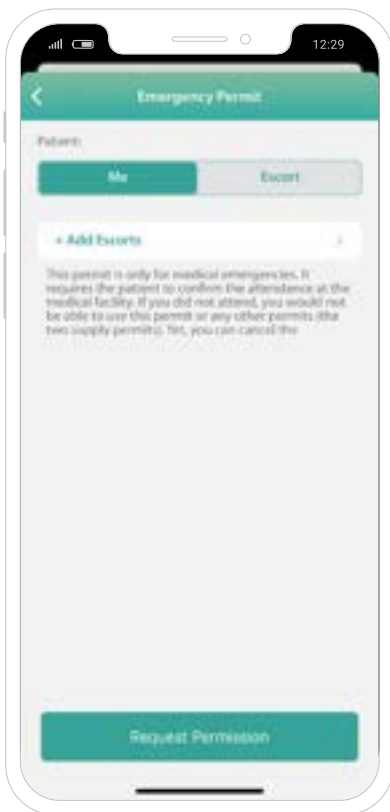 12:29
Emergency Permit
Patient:
Me Escort
+ Add Escorts
This permit is only for medical emergencies. It
requires the patient to confirm the attendance at the
medical facility. If you did not attend, you would not
be able to use this permit or any other permits (the
two supply permits). Yet, you can cancel the
Request Permission